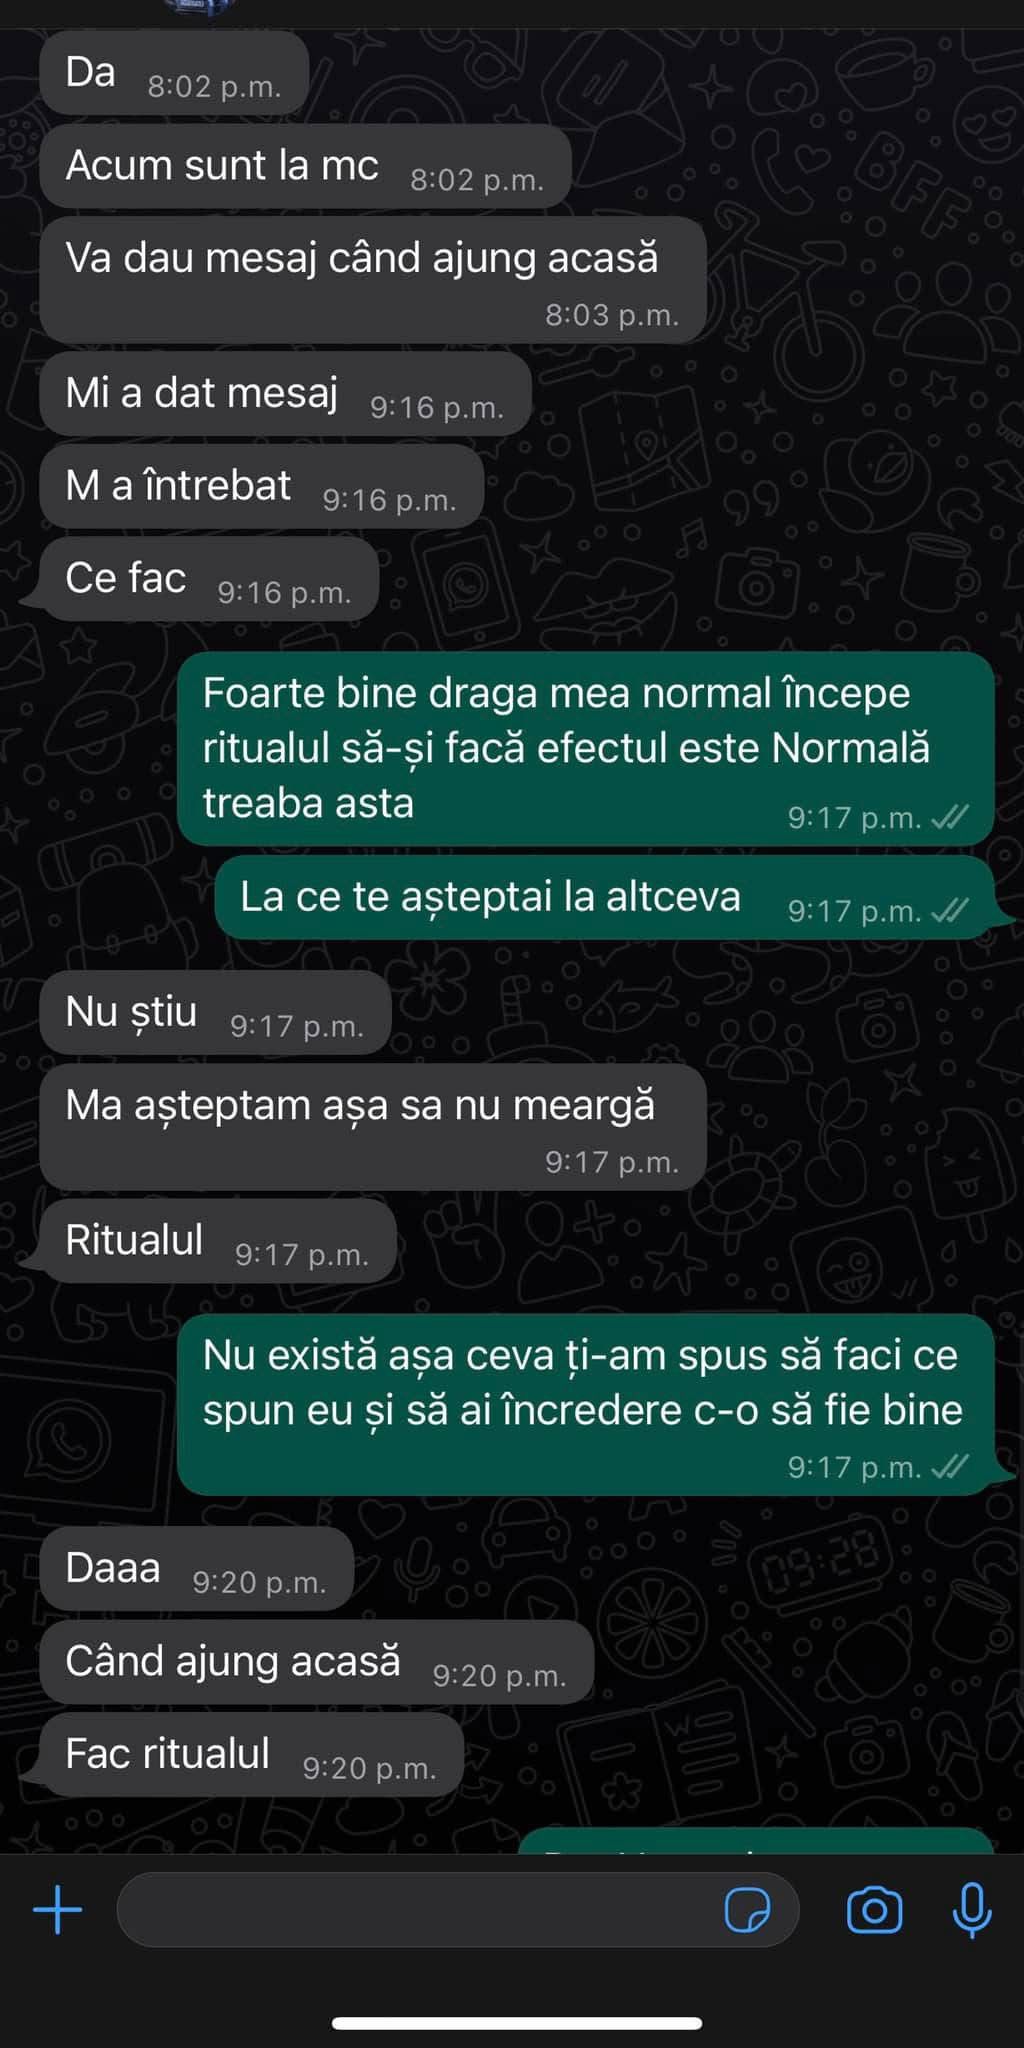 Da 8:02 p.m.
Acum sunt la mc 8:02 p.m.
Va dau mesaj când ajung acasă
8:03 p.m.
Mi a dat mesaj 9:16 p.m.
M a întrebat 9:16 p.m.
Ce fac 9:16 p.m.
Foarte bine draga mea normal începe
ritualul să-și facă efectul este Normală
treaba asta 9:17 p.m.
La ce te așteptai la altceva 9:17 p.m.
Nu știu 9:17 p.m.
Ma așteptam așa sa nu meargă
9:17 p.m.
Ritualul 9:17 p.m.
Nu există așa ceva ți-am spus să faci ce
spun eu și să ai încredere c-o să fie bine
9:17 p.m.
Daaa 9:20 p.m.
Când ajung acasă 9:20 p.m.
Fac ritualul 9:20 p.m.